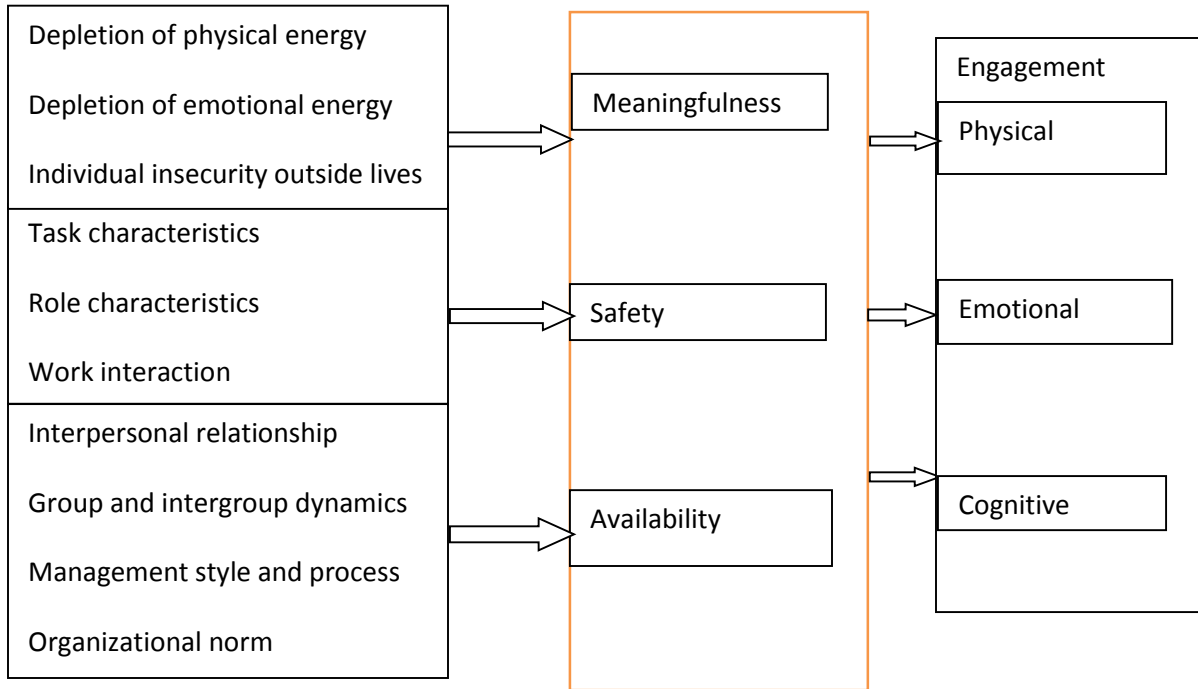 Depletion of physical energy
Depletion of emotional energy
Individual insecurity outside lives
Task characteristics
Role characteristics
Work interaction
Interpersonal relationship
Group and intergroup dynamics
Management style and process
Organizational norm
Meaningfulness
Safety
Availability
Engagement
Physical
Emotional
Cognitive